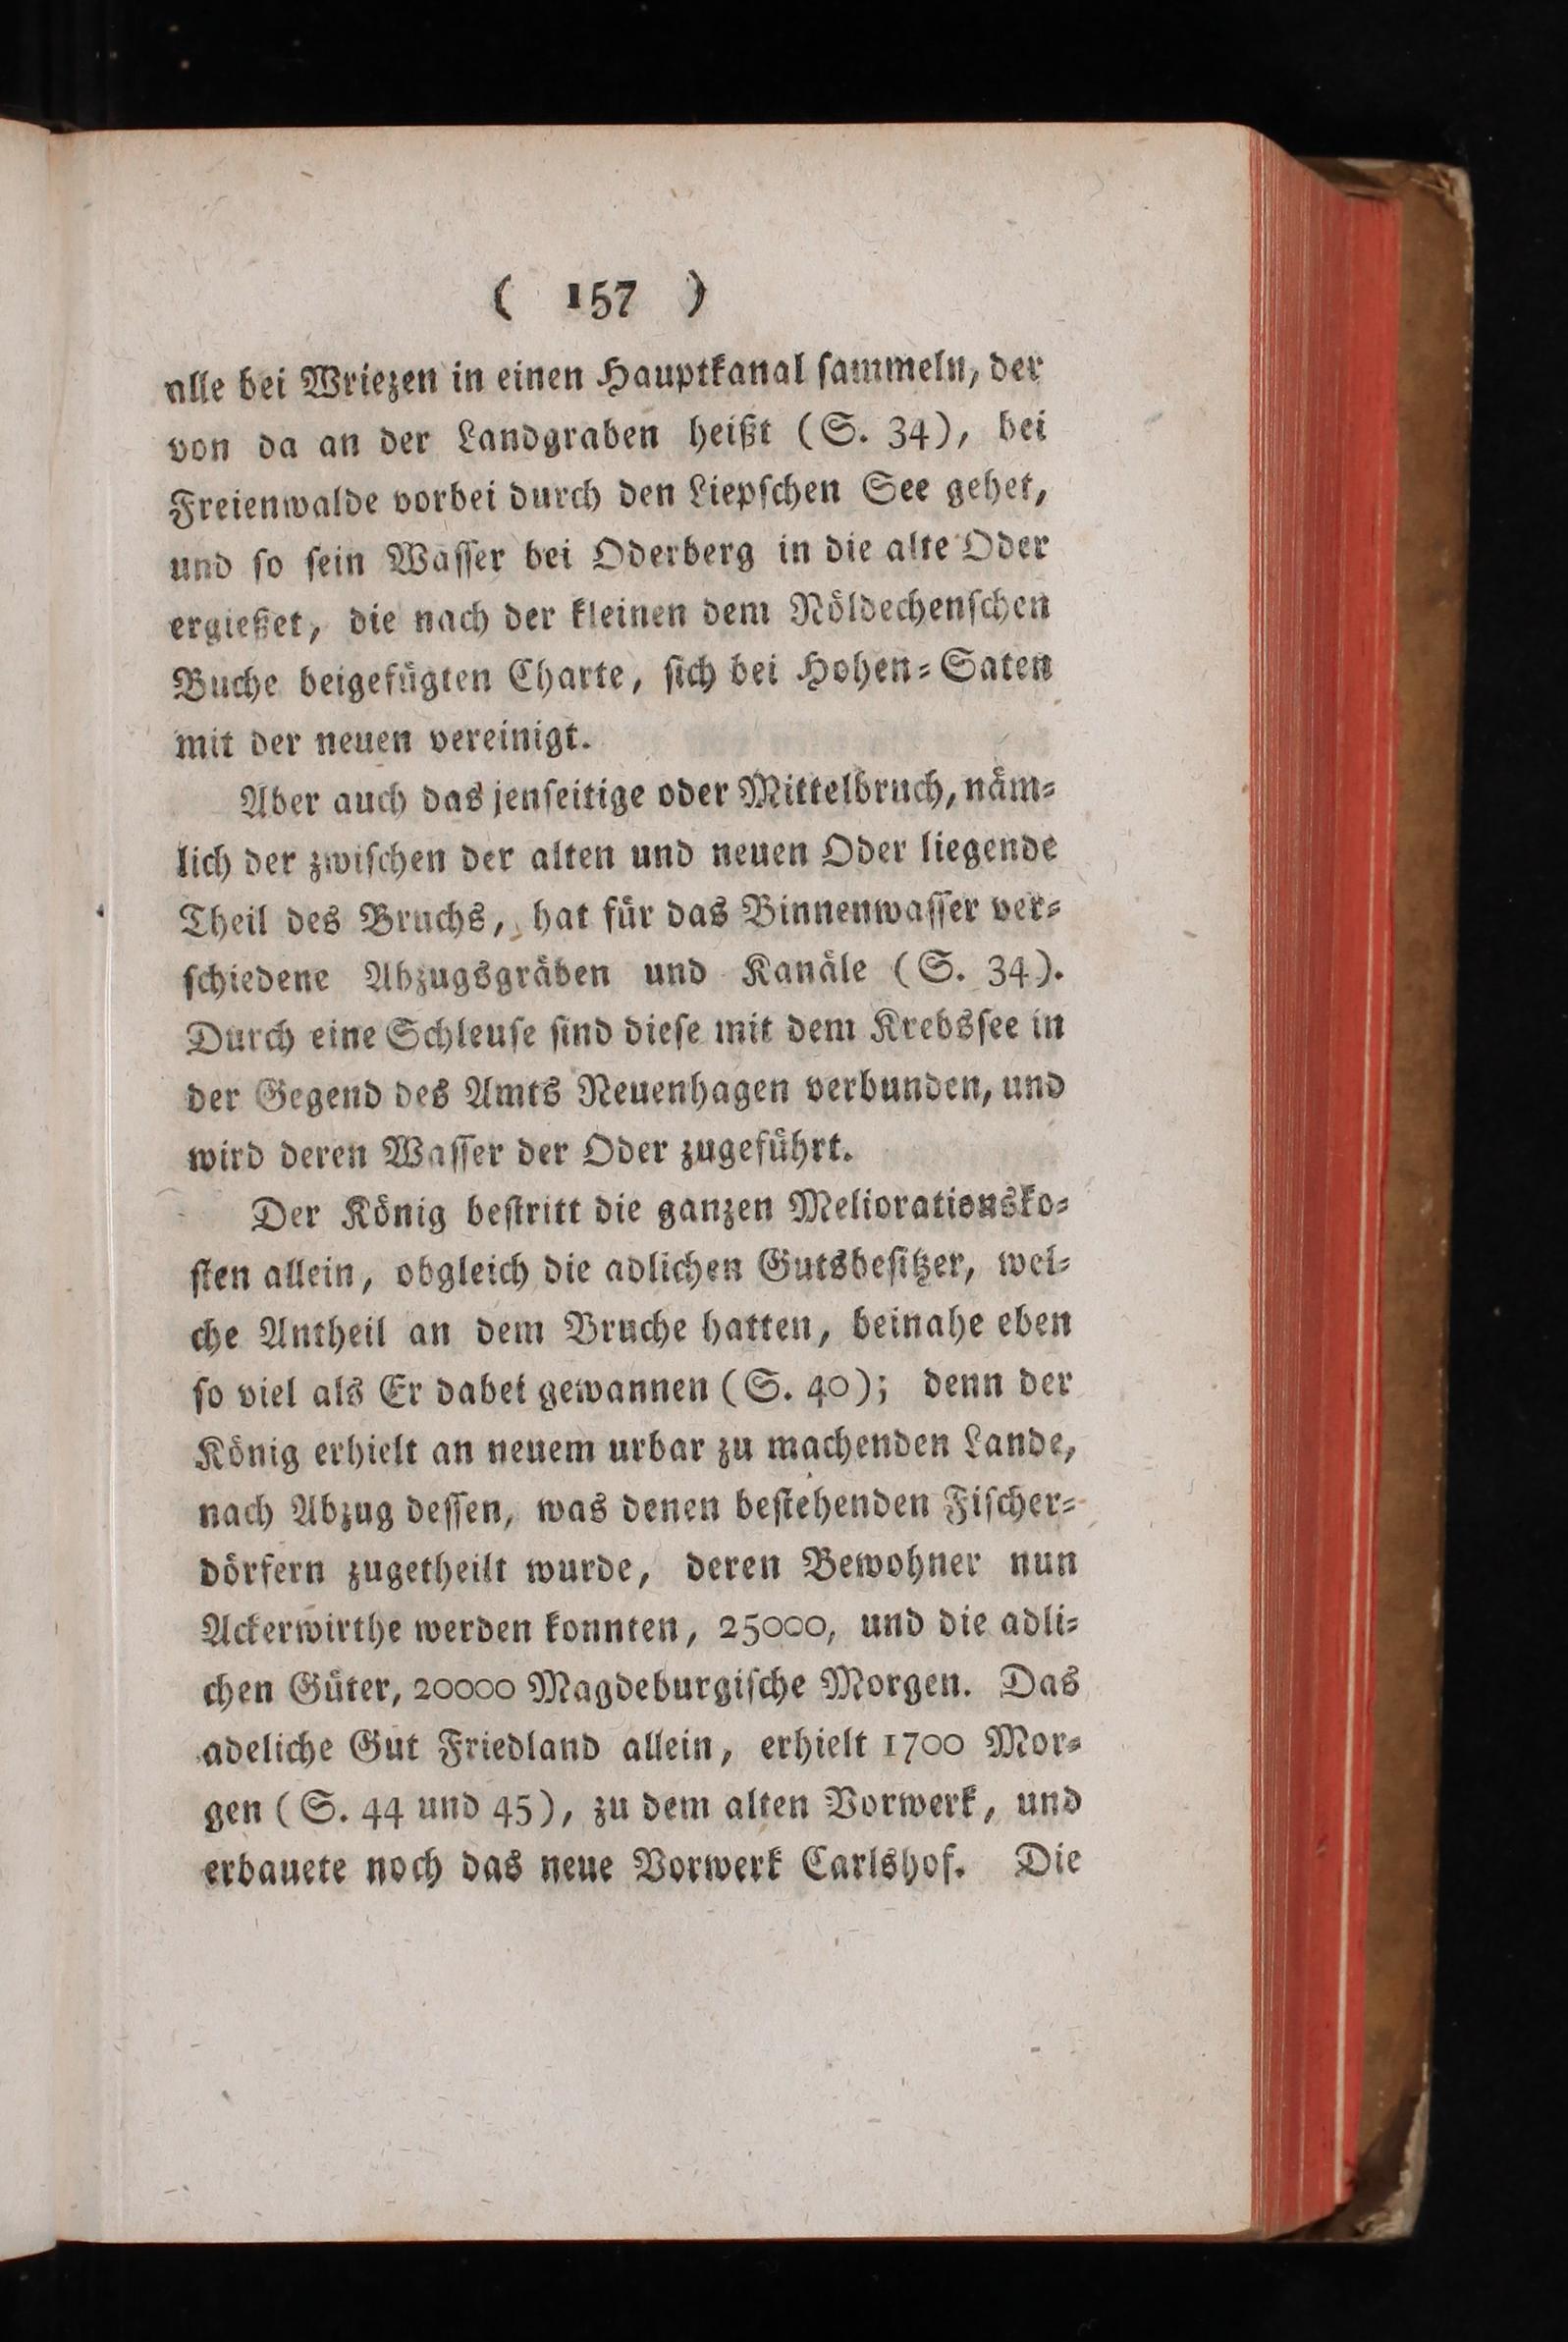 ( 157 )
alle bei Wriezen in einen Hauptkanal ſammeln, der
von da an der Landgraben heißt (S. 34), bei
Freienwalde vorbei durch den Liepſchen See gehet,
und ſo ſein Waſſer bei Oderberg in die alte Oder
ergießet, die nach der kleinen dem Nöldechenſchen
Buche beigefügten Charte, ſich bei Hohen⸗Saten
mit der neuen vereinigt.
Aber auch das jenſeitige oder Mittelbruch, näm⸗
lich der zwiſchen der alten und neuen Oder liegende
Theil des Bruchs, hat für das Binnenwaſſer ver⸗
ſchiedene Abzugsgräben und Kanäle (S. 34).
Durch eine Schleuſe ſind dieſe mit dem Krebsſee in
der Gegend des Amts Neuenhagen verbunden, und
wird deren Waſſer der Oder zugeführt.
Der König beſtritt die ganzen Meliorationsko⸗
ſten allein, obgleich die adlichen Gutsbeſitzer, wel⸗
che Antheil an dem Bruche hatten, beinahe eben
ſo viel als Er dabei gewannen (S. 40); denn der
König erhielt an neuem urbar zu machenden Lande,
nach Abzug deſſen, was denen beſtehenden Fiſcher⸗
dörfern zugetheilt wurde, deren Bewohner nun
Ackerwirthe werden konnten, 25000, und die adli⸗
chen Güter, 20000 Magdeburgiſche Morgen. Das
adeliche Gut Friedland allein, erhielt 1700 Mor⸗
gen (S. 44 und 45), zu dem alten Vorwerk, und
erbauete noch das neue Vorwerk Carlshof. Die